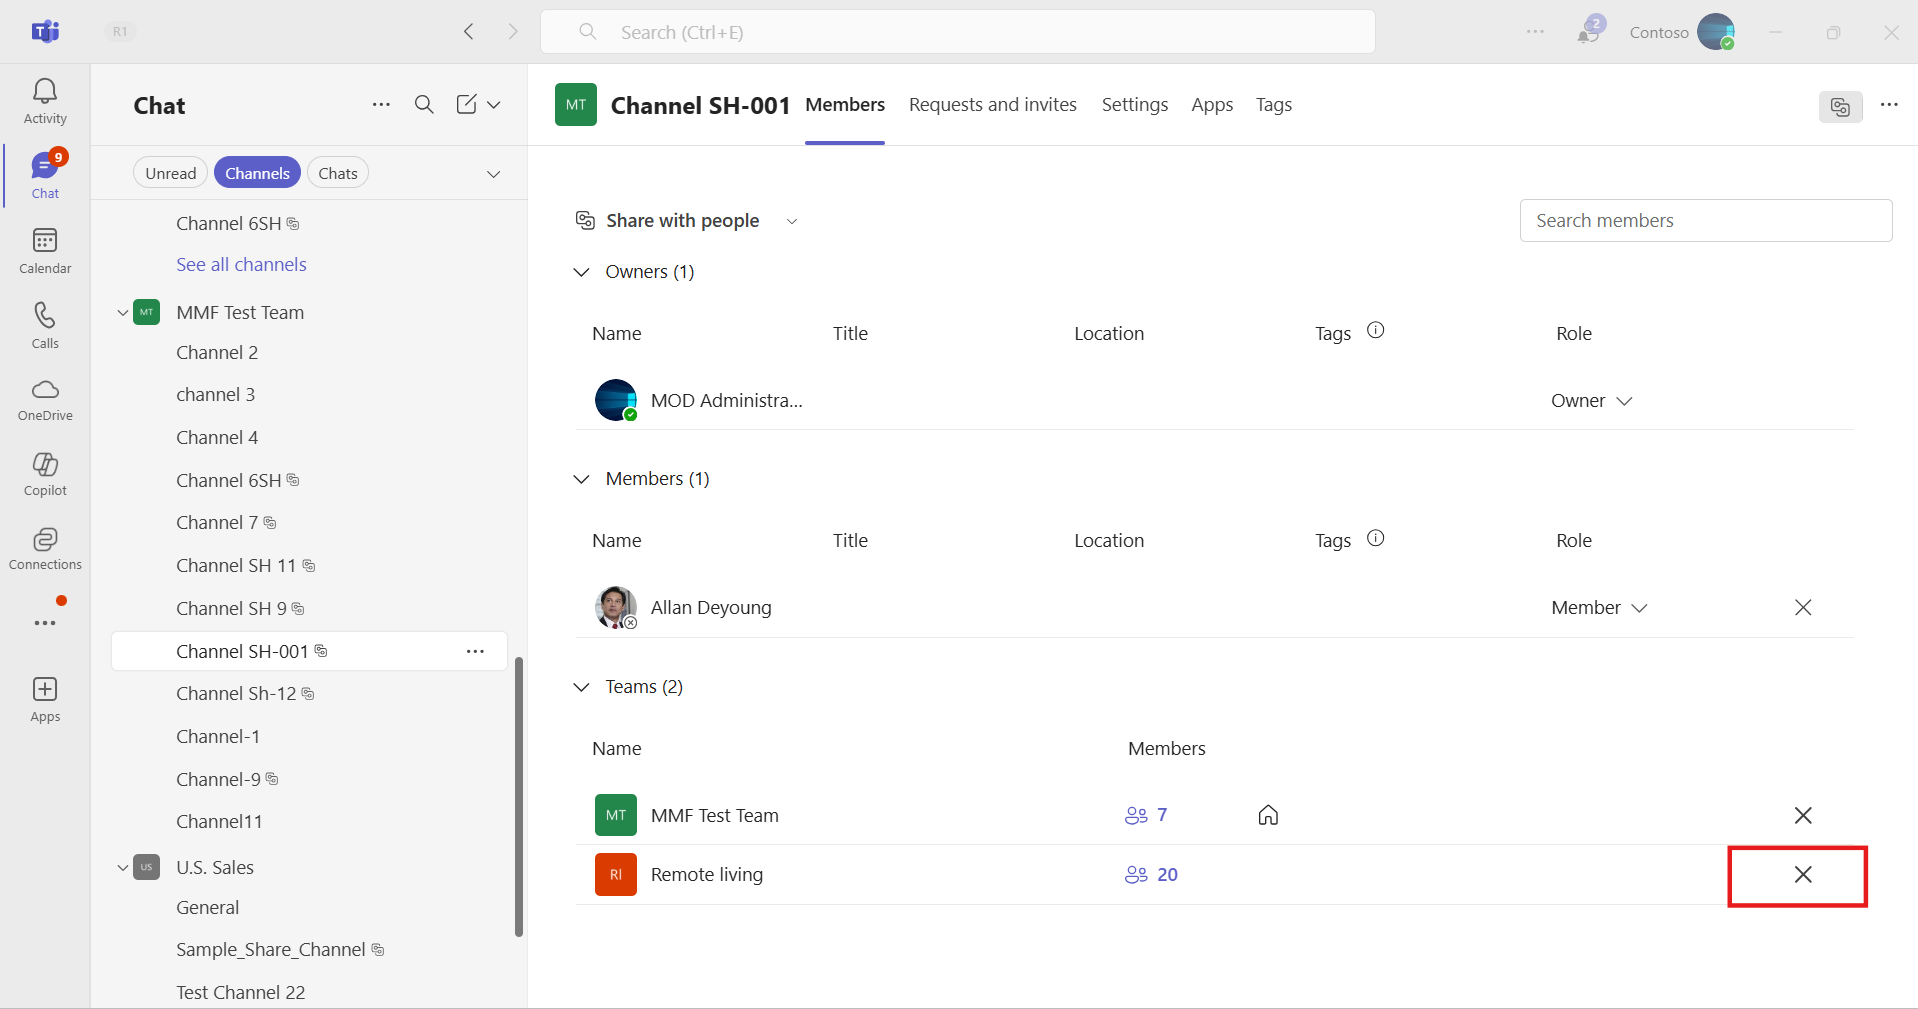 R1
Search (Ctrl+E)
2
Contoso
Activity
9
Chat
Calendar
Calls
OneDrive
Copilot
Connections
Apps
Chat
Unread
Channels
Chats
Channel 6SH
See all channels
MT MMF Test Team
Channel 2
channel 3
Channel 4
Channel 6SH
Channel 7
Channel SH 11
Channel SH 9
Channel SH-001
Channel Sh-12
Channel-1
Channel-9
Channel11
US U.S. Sales
General
Sample_Share_Channel
Test Channel 22
MT Channel SH-001 Members Requests and invites Settings Apps Tags
Share with people
Search members
Owners (1)
Name Title Location Tags Role
MOD Administra... Owner
Members (1)
Name Title Location Tags Role
Allan Deyoung Member
Teams (2)
Name Members
MT MMF Test Team 7
Rl Remote living 20